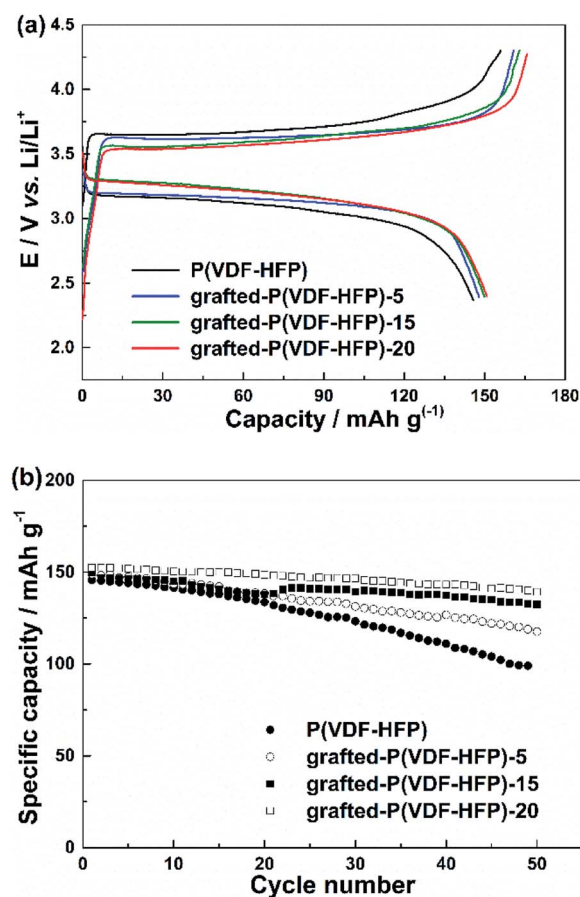 (a)
4.5
4.0
3.5
3.0
2.5
2.0
E / V vs. Li/Li⁺
P(VDF-HFP)
grafted-P(VDF-HFP)-5
grafted-P(VDF-HFP)-15
grafted-P(VDF-HFP)-20
0 30 60 90 120 150 180
Capacity / mAh g⁽⁻¹⁾
(b)
200
150
100
50
0
Specific capacity / mAh g⁻¹
P(VDF-HFP)
grafted-P(VDF-HFP)-5
grafted-P(VDF-HFP)-15
grafted-P(VDF-HFP)-20
0 10 20 30 40 50
Cycle number